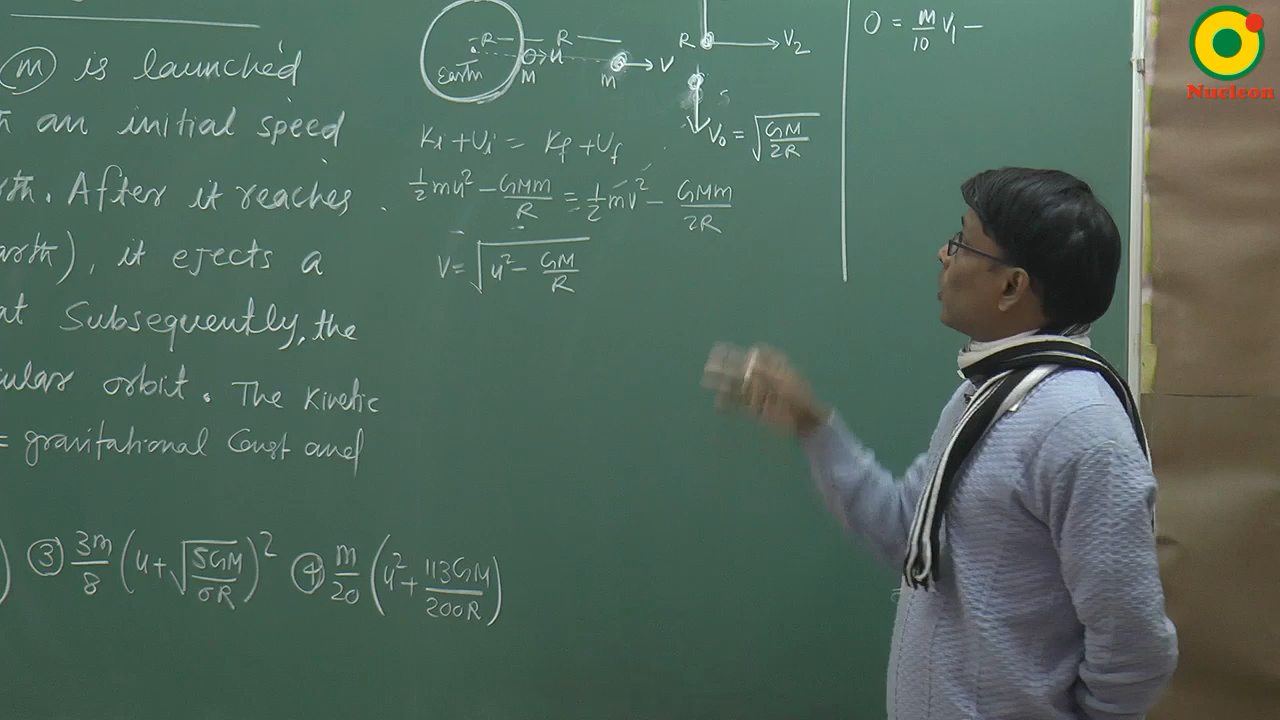 (m) is launched
an initial speed
. After it reaches
), it ejects a
at Subsequently, the
cular orbit. The Kinetic
= gravitational Const and
) ③ 3m/8 (u + √(5GM/6R))² ④ m/20 (u² + 113GM/200R)
R R
Earth
M u m V
Ki + Ui = Kf + Uf
1/2 mu² - GMm/R = 1/2 mv² - GMm/2R
V = √(u² - GM/R)
R V₂
V₀ = √(GM/2R)
0 = m/10 V₁ -
Nucleon